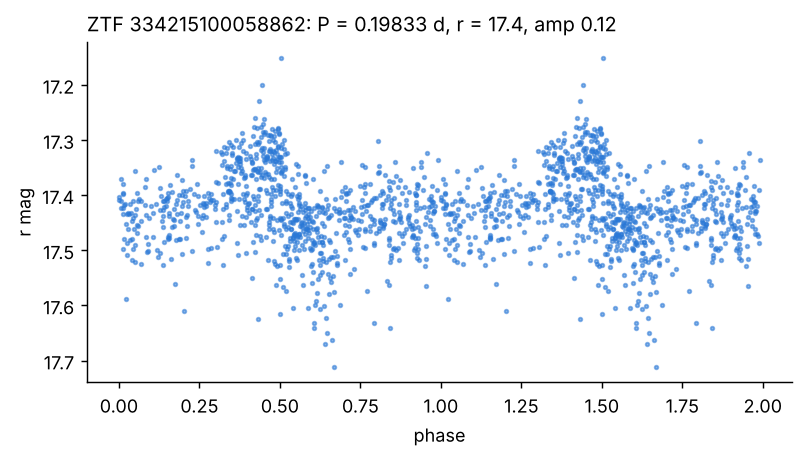 ZTF 334215100058862: P = 0.19833 d, r = 17.4, amp 0.12
17.2
17.3
17.4
17.5
17.6
17.7
r mag
0.00 0.25 0.50 0.75 1.00 1.25 1.50 1.75 2.00
phase